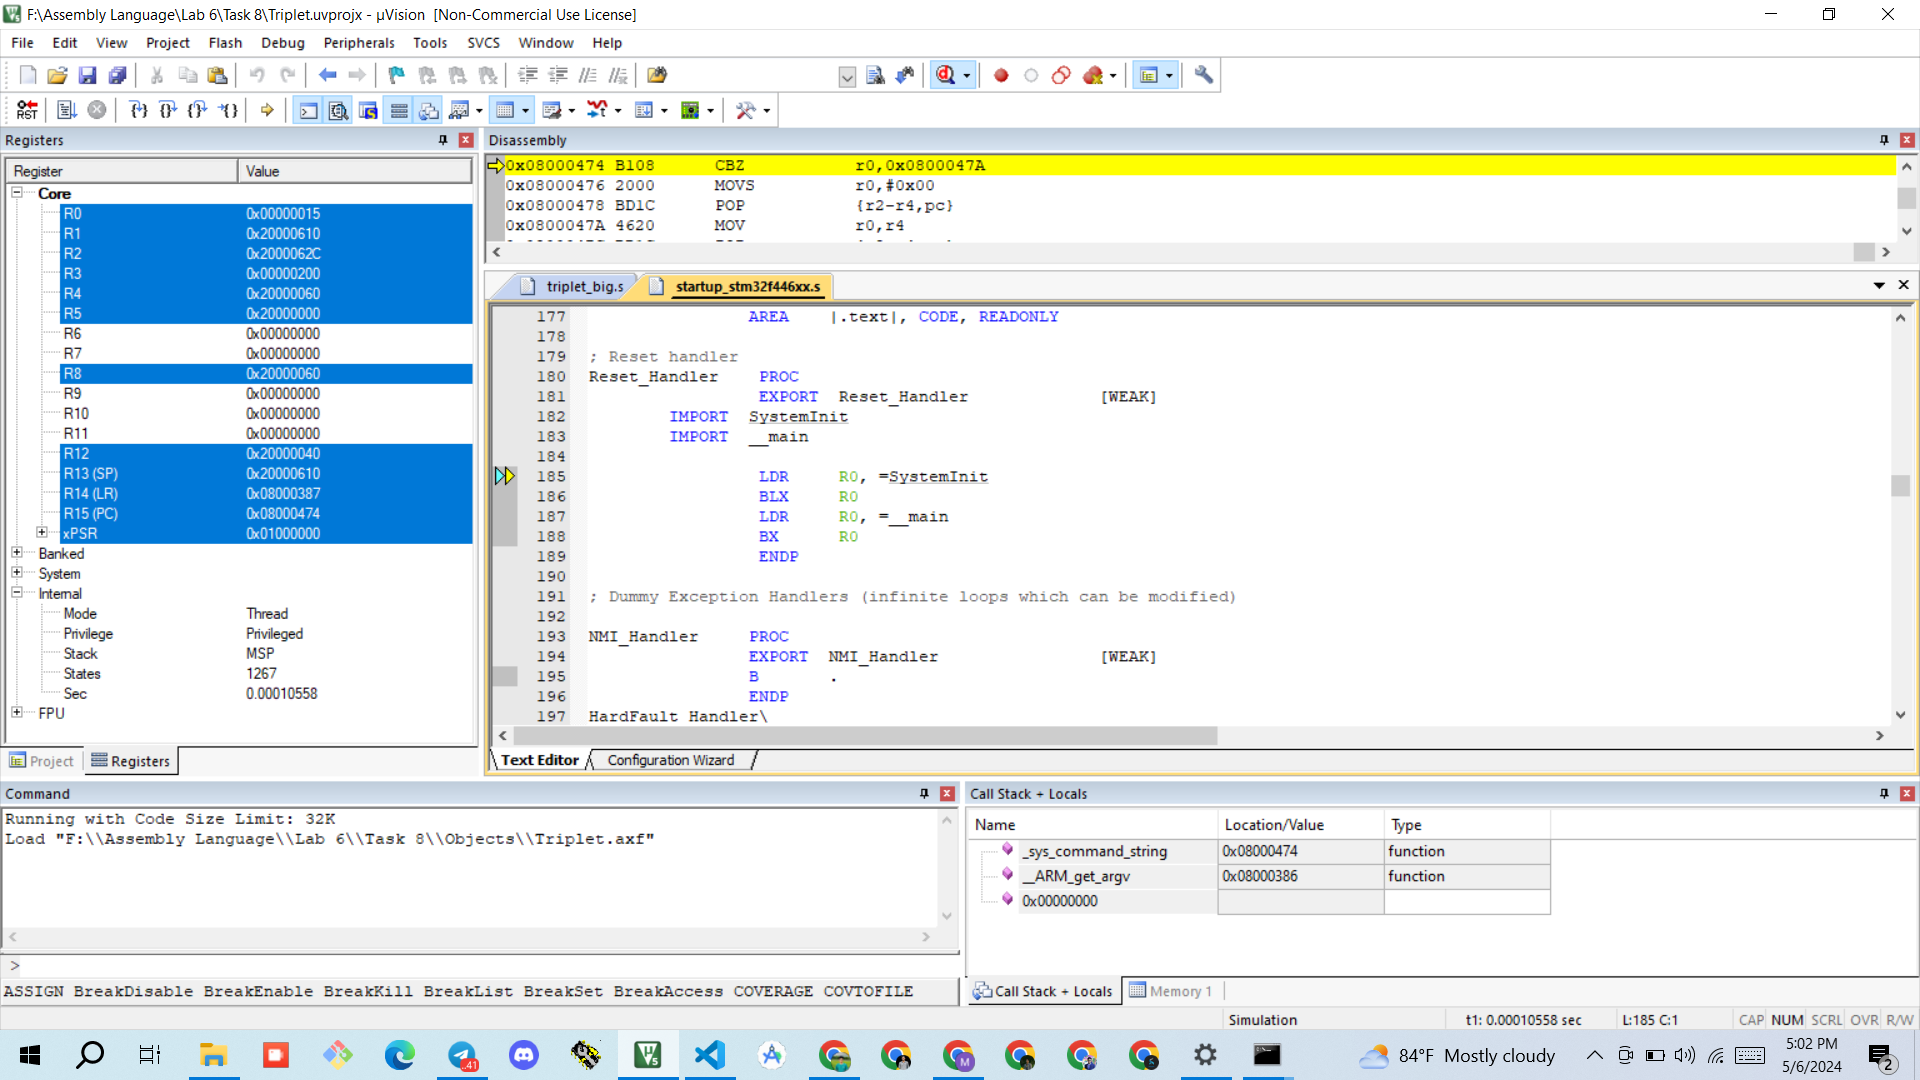 F:\Assembly Language\Lab 6\Task 8\Triplet.uvprojx - µVision [Non-Commercial Use License]
File Edit View Project Flash Debug Peripherals Tools SVCS Window Help
RST
Registers
Register Value
Core
R0 0x00000015
R1 0x20000610
R2 0x2000062C
R3 0x00000200
R4 0x20000060
R5 0x20000000
R6 0x00000000
R7 0x00000000
R8 0x20000060
R9 0x00000000
R10 0x00000000
R11 0x00000000
R12 0x20000040
R13 (SP) 0x20000610
R14 (LR) 0x08000387
R15 (PC) 0x08000474
xPSR 0x01000000
Banked
System
Internal
Mode Thread
Privilege Privileged
Stack MSP
States 1267
Sec 0.00010558
FPU
Project Registers
Disassembly
0x08000474 B108 CBZ r0,0x0800047A
0x08000476 2000 MOVS r0,#0x00
0x08000478 BD1C POP {r2-r4,pc}
0x0800047A 4620 MOV r0,r4
triplet_big.s startup_stm32f446xx.s
177 AREA |.text|, CODE, READONLY
178
179 ; Reset handler
180 Reset_Handler PROC
181 EXPORT Reset_Handler [WEAK]
182 IMPORT SystemInit
183 IMPORT __main
184
185 LDR R0, =SystemInit
186 BLX R0
187 LDR R0, =__main
188 BX R0
189 ENDP
190
191 ; Dummy Exception Handlers (infinite loops which can be modified)
192
193 NMI_Handler PROC
194 EXPORT NMI_Handler [WEAK]
195 B .
196 ENDP
197 HardFault_Handler\
Text Editor Configuration Wizard
Command
Running with Code Size Limit: 32K
Load "F:\\Assembly Language\\Lab 6\\Task 8\\Objects\\Triplet.axf"
>
ASSIGN BreakDisable BreakEnable BreakKill BreakList BreakSet BreakAccess COVERAGE COVTOFILE
Call Stack + Locals
Name Location/Value Type
_sys_command_string 0x08000474 function
__ARM_get_argv 0x08000386 function
0x00000000
Call Stack + Locals Memory 1
Simulation t1: 0.00010558 sec L:185 C:1 CAP NUM SCRL OVR R/W
84°F Mostly cloudy
5:02 PM
5/6/2024
2